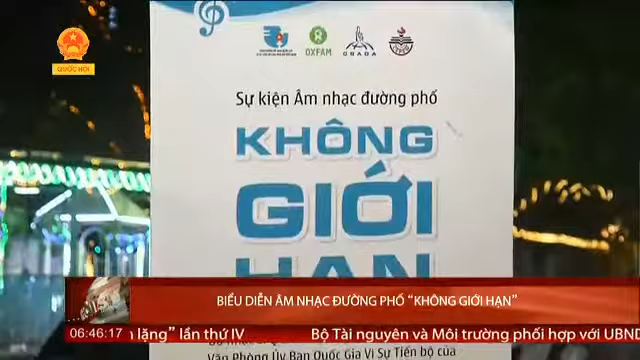 QUỐC HỘI
OXFAM
CSAGA
Sự kiện Âm nhạc đường phố
KHÔNG
GIỚI
HẠN
BIỂU DIỄN ÂM NHẠC ĐƯỜNG PHỐ “KHÔNG GIỚI HẠN”
06:46:17 lặng” lần thứ IV Bộ Tài nguyên và Môi trường phối hợp với UBND
Văn Phòng Ủy Ban Quốc Gia Vì Sự Tiến bộ của